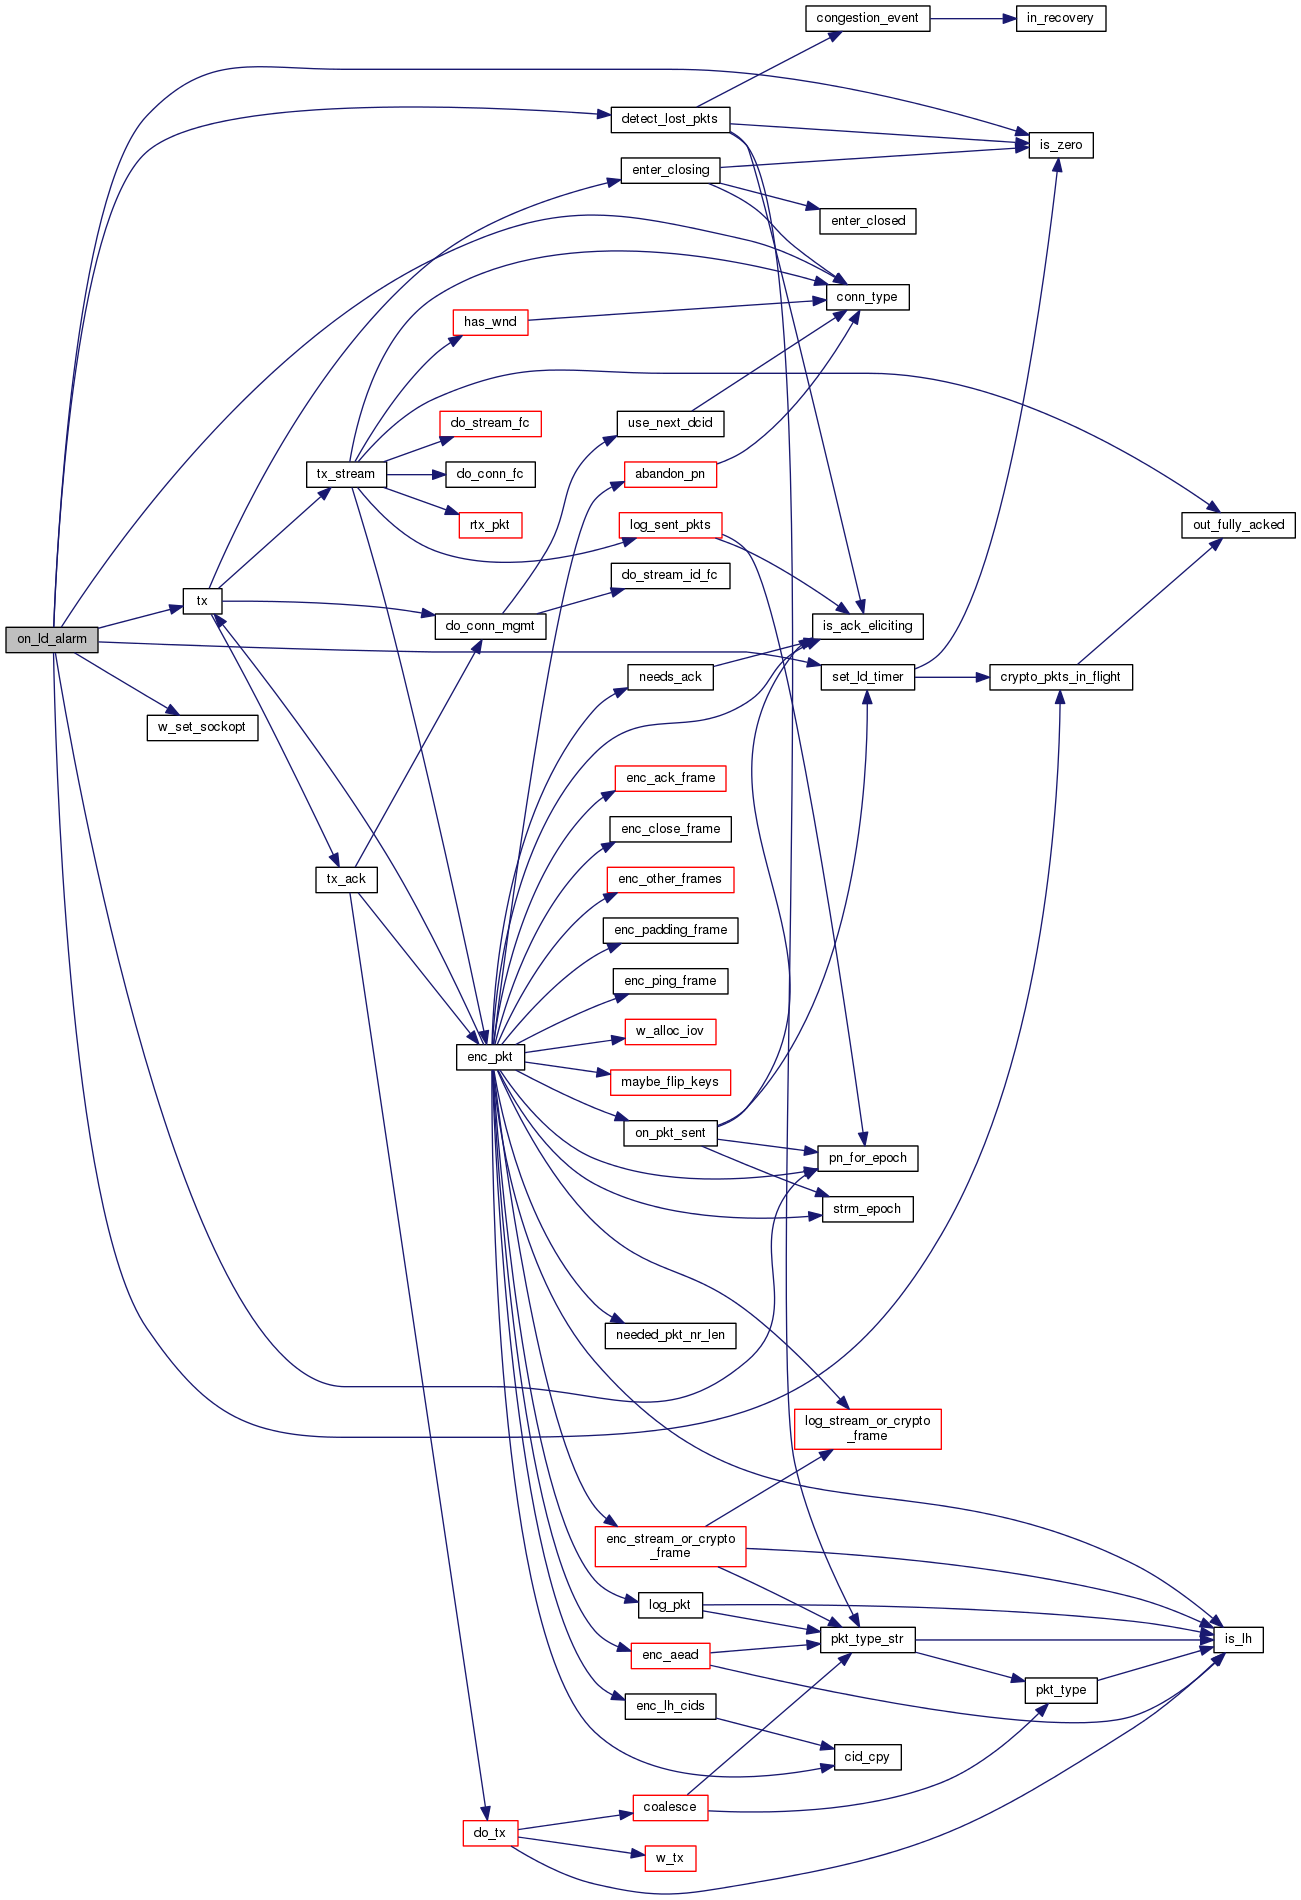 congestion_event
in_recovery
detect_lost_pkts
is_zero
enter_closing
enter_closed
conn_type
has_wnd
do_stream_fc
use_next_dcid
tx_stream
do_conn_fc
abandon_pn
rtx_pkt
log_sent_pkts
out_fully_acked
do_stream_id_fc
tx
do_conn_mgmt
is_ack_eliciting
on_ld_alarm
needs_ack
set_ld_timer
crypto_pkts_in_flight
w_set_sockopt
enc_ack_frame
enc_close_frame
tx_ack
enc_other_frames
enc_padding_frame
enc_ping_frame
w_alloc_iov
enc_pkt
maybe_flip_keys
on_pkt_sent
pn_for_epoch
strm_epoch
needed_pkt_nr_len
log_stream_or_crypto
_frame
enc_stream_or_crypto
_frame
log_pkt
pkt_type_str
is_lh
enc_aead
pkt_type
enc_lh_cids
cid_cpy
coalesce
do_tx
w_tx